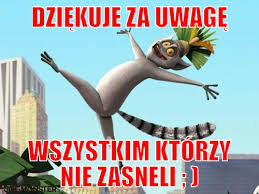 DZIĘKUJE ZA UWAGĘ
WSZYSTKIM KTÓRZY
NIE ZASNELI ; )